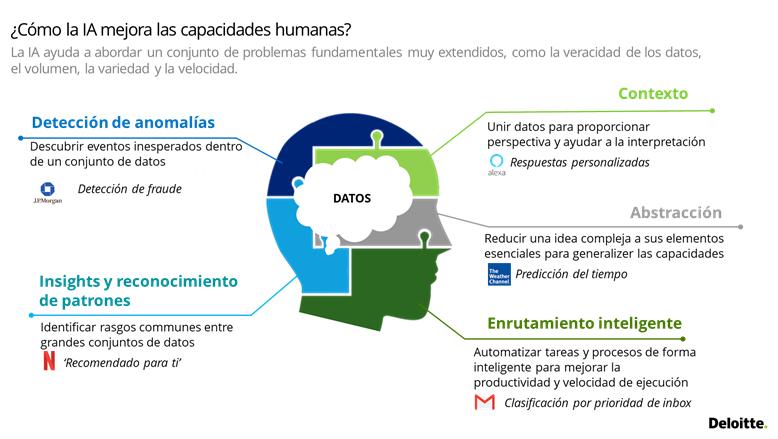 ¿Cómo la IA mejora las capacidades humanas?
La IA ayuda a abordar un conjunto de problemas fundamentales muy extendidos, como la veracidad de los datos,
el volumen, la variedad y la velocidad.
Detección de anomalías
Descubrir eventos inesperados dentro
de un conjunto de datos
J.P.Morgan
Detección de fraude
Insights y reconocimiento
de patrones
Identificar rasgos communes entre
grandes conjuntos de datos
N
‘Recomendado para ti’
DATOS
Contexto
Unir datos para proporcionar
perspectiva y ayudar a la interpretación
alexa
Respuestas personalizadas
Abstracción
Reducir una idea compleja a sus elementos
esenciales para generalizar las capacidades
The
Weather
Channel
Predicción del tiempo
Enrutamiento inteligente
Automatizar tareas y procesos de forma
inteligente para mejorar la
productividad y velocidad de ejecución
Clasificación por prioridad de inbox
Deloitte.